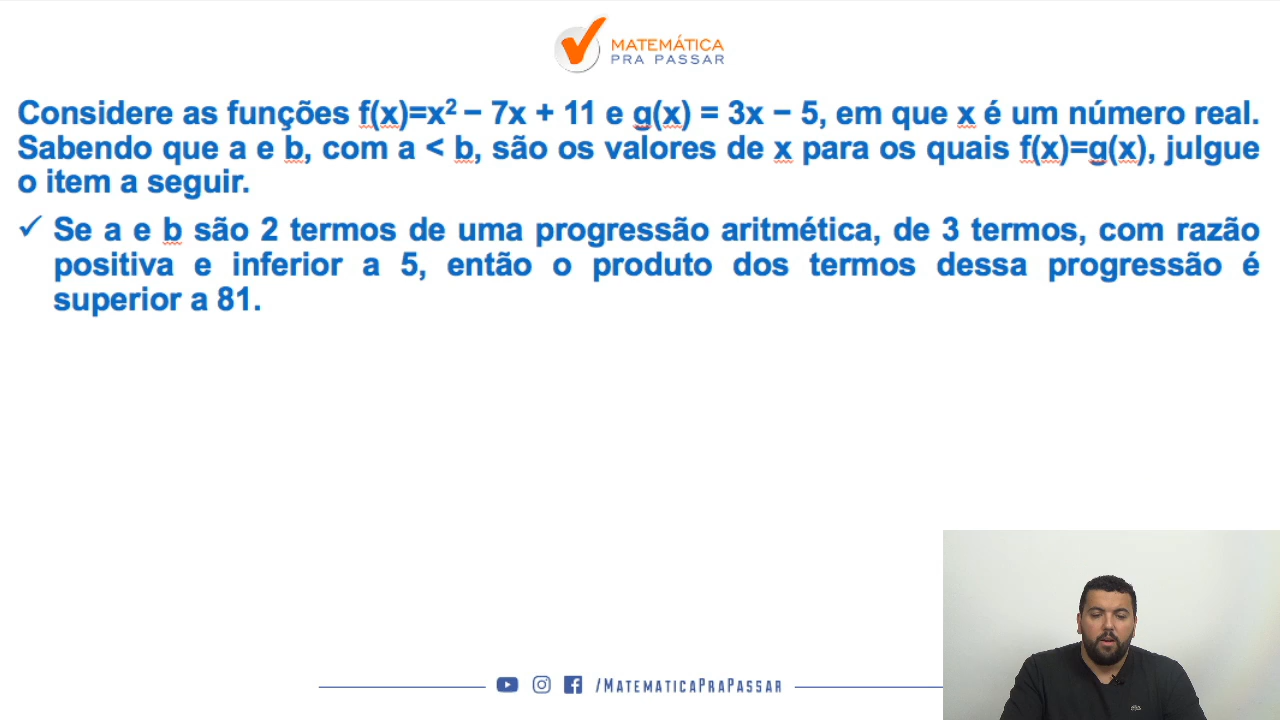 MATEMÁTICA
PRA PASSAR
Considere as funções f(x)=x² – 7x + 11 e g(x) = 3x – 5, em que x é um número real.
Sabendo que a e b, com a < b, são os valores de x para os quais f(x)=g(x), julgue
o item a seguir.
✓ Se a e b são 2 termos de uma progressão aritmética, de 3 termos, com razão
positiva e inferior a 5, então o produto dos termos dessa progressão é
superior a 81.
/MATEMATICAPRAPASSAR